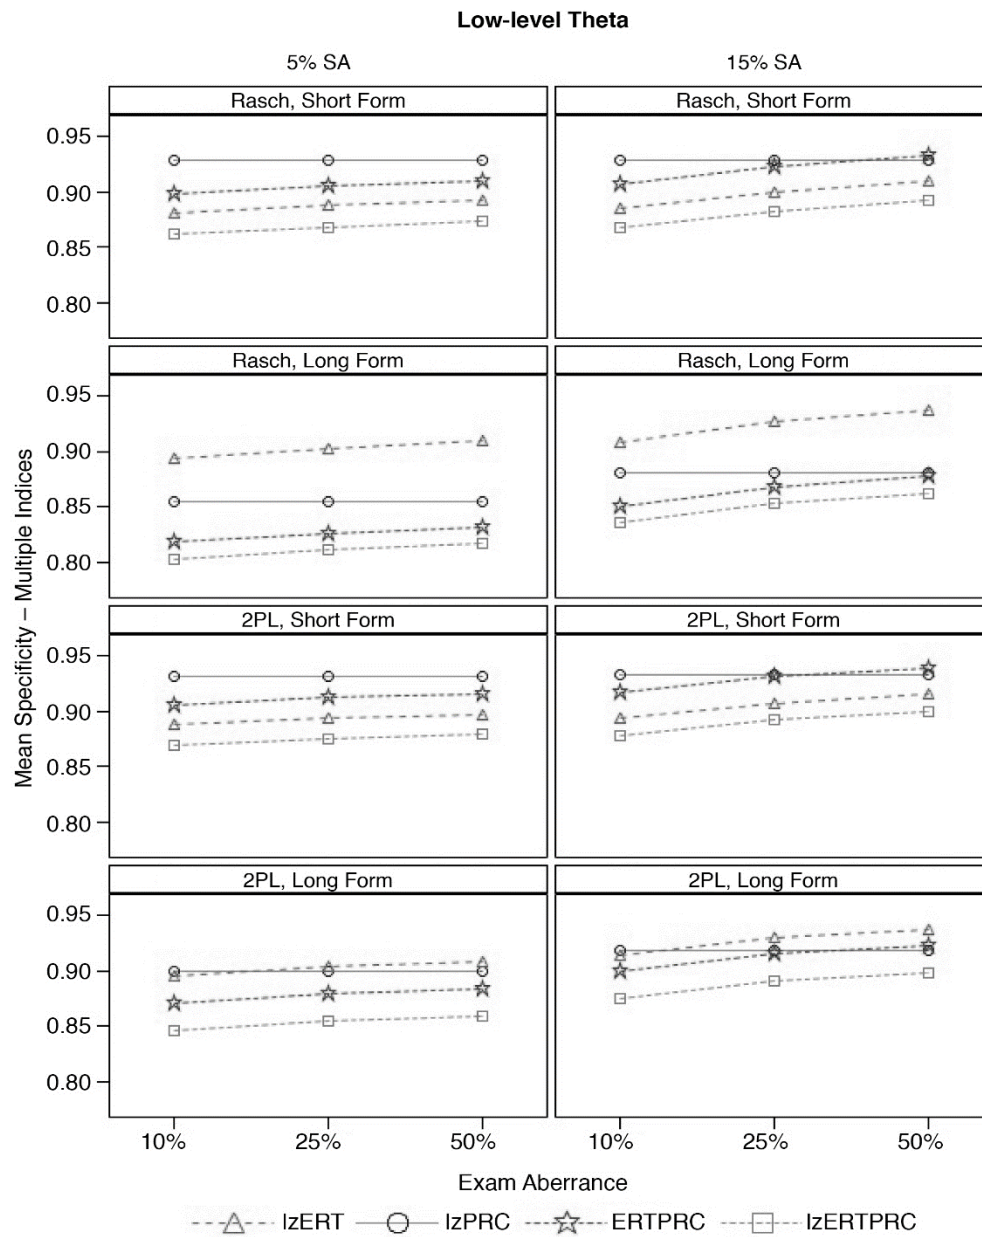 Low-level Theta
5% SA
15% SA
Rasch, Short Form
Rasch, Short Form
0.95
0.90
0.85
0.80
Rasch, Long Form
Rasch, Long Form
0.95
0.90
0.85
0.80
Mean Specificity – Multiple Indices
2PL, Short Form
2PL, Short Form
0.95
0.90
0.85
0.80
2PL, Long Form
2PL, Long Form
0.95
0.90
0.85
0.80
10% 25% 50%
10% 25% 50%
Exam Aberrance
lzERT lzPRC ERTPRC lzERTPRC